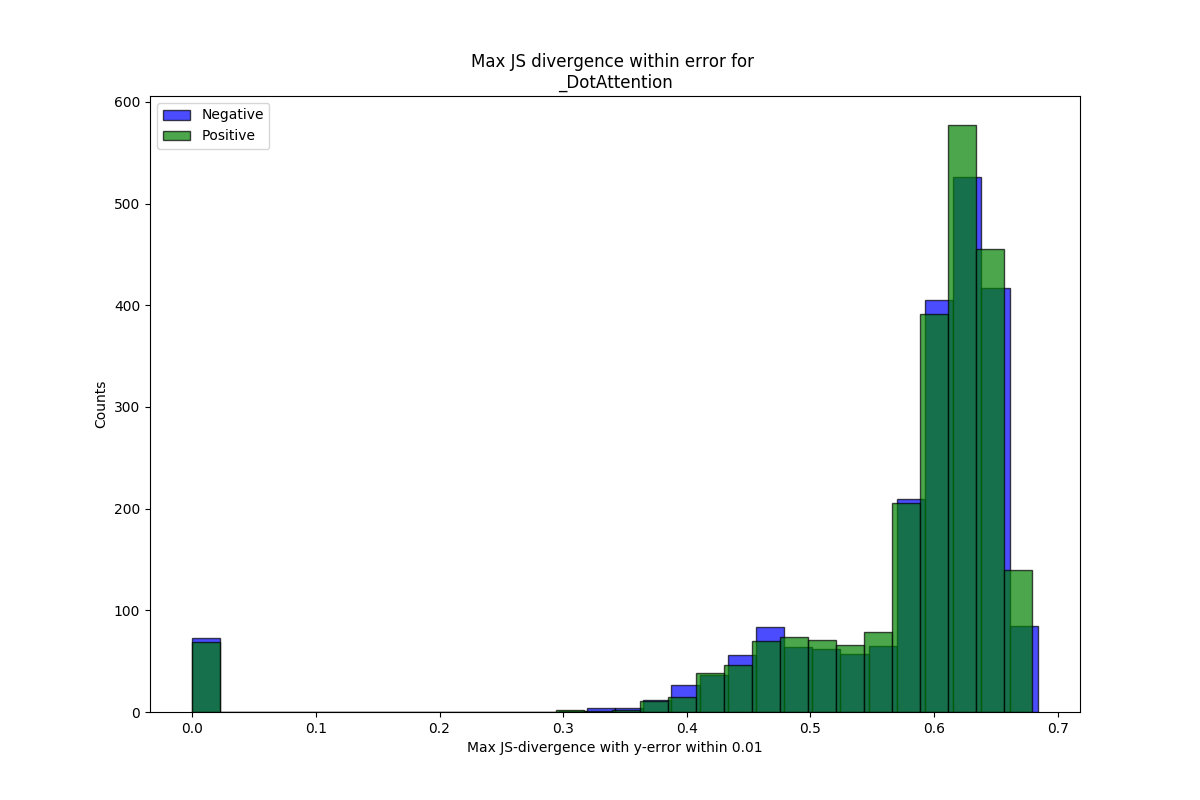 Max JS divergence within error for
_DotAttention
Negative
Positive
600
500
400
300
200
100
0
Counts
0.0 0.1 0.2 0.3 0.4 0.5 0.6 0.7
Max JS-divergence with y-error within 0.01